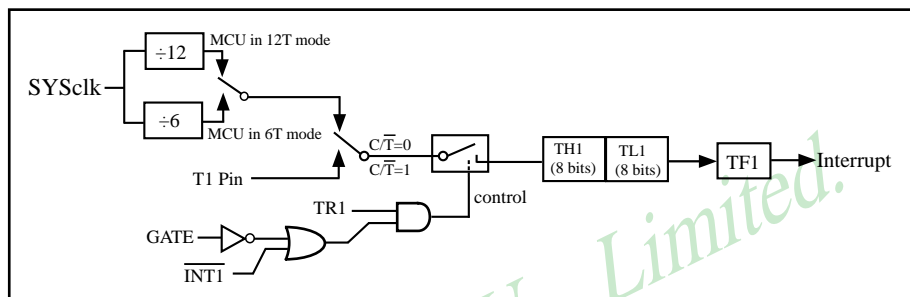 MCU in 12T mode
÷12
SYSclk
÷6
MCU in 6T mode
C/T̅=0
C/T̅=1
T1 Pin
TH1
(8 bits)
TL1
(8 bits)
TF1
Interrupt
control
TR1
GATE
I̅N̅T̅1̅
Limited.